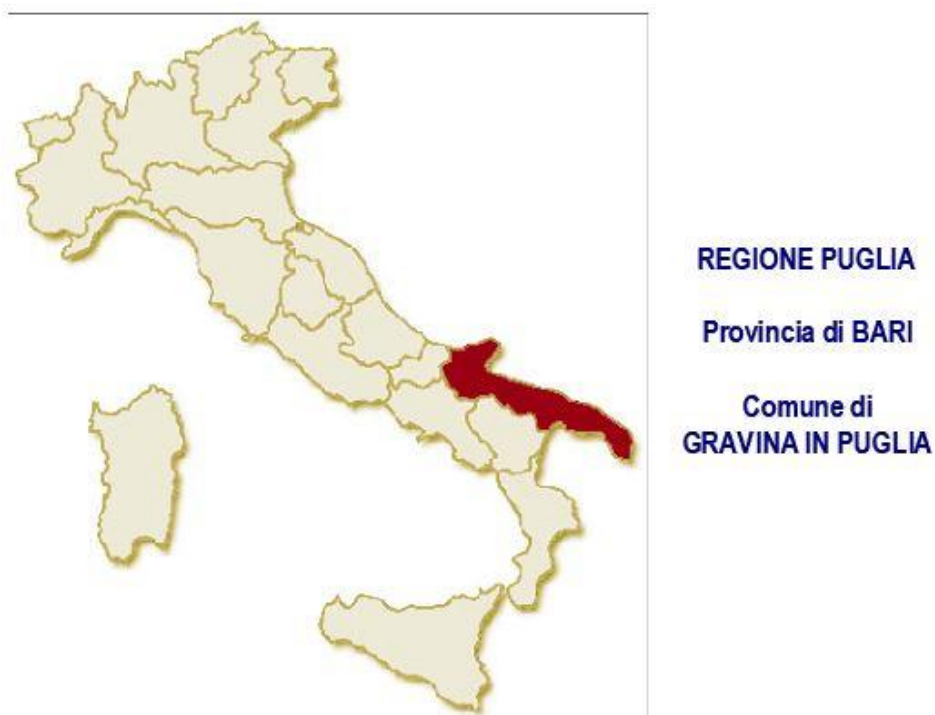 REGIONE PUGLIA
Provincia di BARI
Comune di
GRAVINA IN PUGLIA